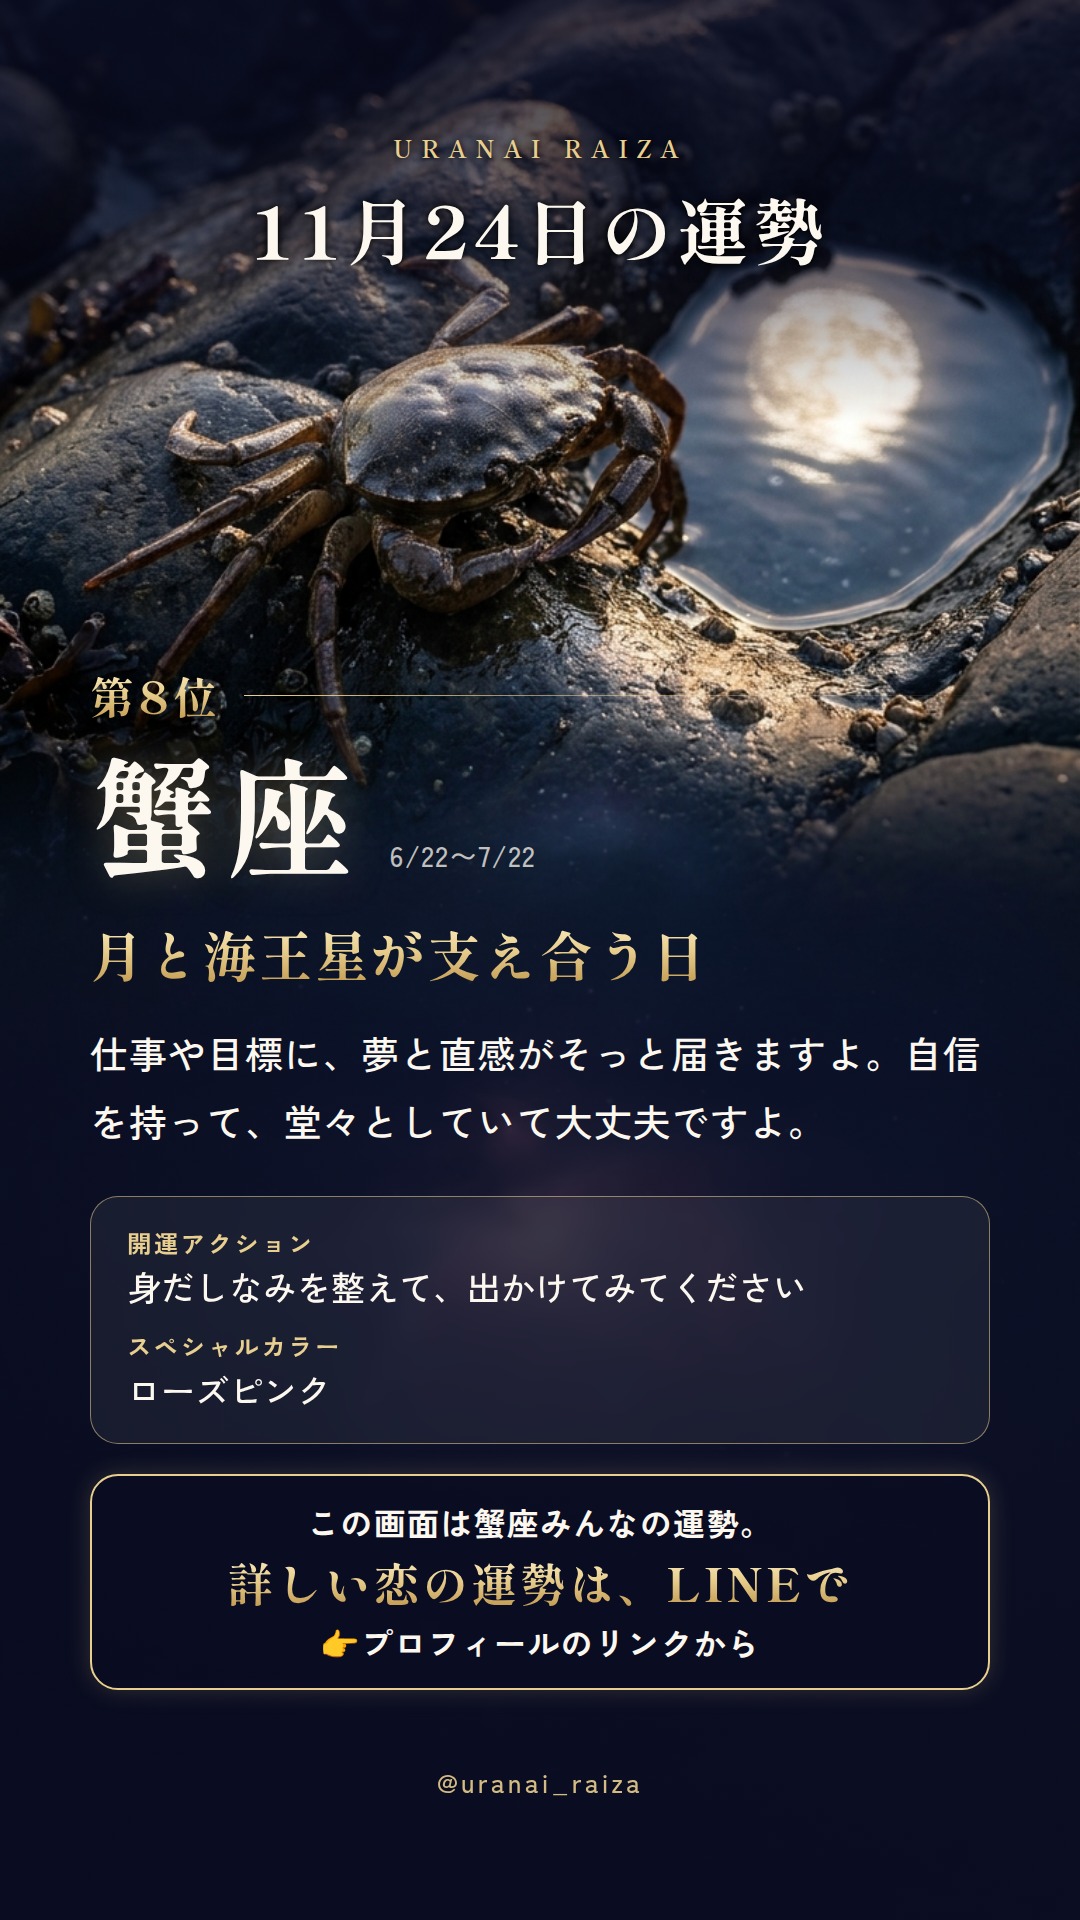 URANAI RAIZA
11月24日の運勢
第8位
蟹座
6/22〜7/22
月と海王星が支え合う日
仕事や目標に、夢と直感がそっと届きますよ。自信
を持って、堂々としていて大丈夫ですよ。
開運アクション
身だしなみを整えて、出かけてみてください
スペシャルカラー
ローズピンク
この画面は蟹座みんなの運勢。
詳しい恋の運勢は、LINEで
👉プロフィールのリンクから
@uranai_raiza